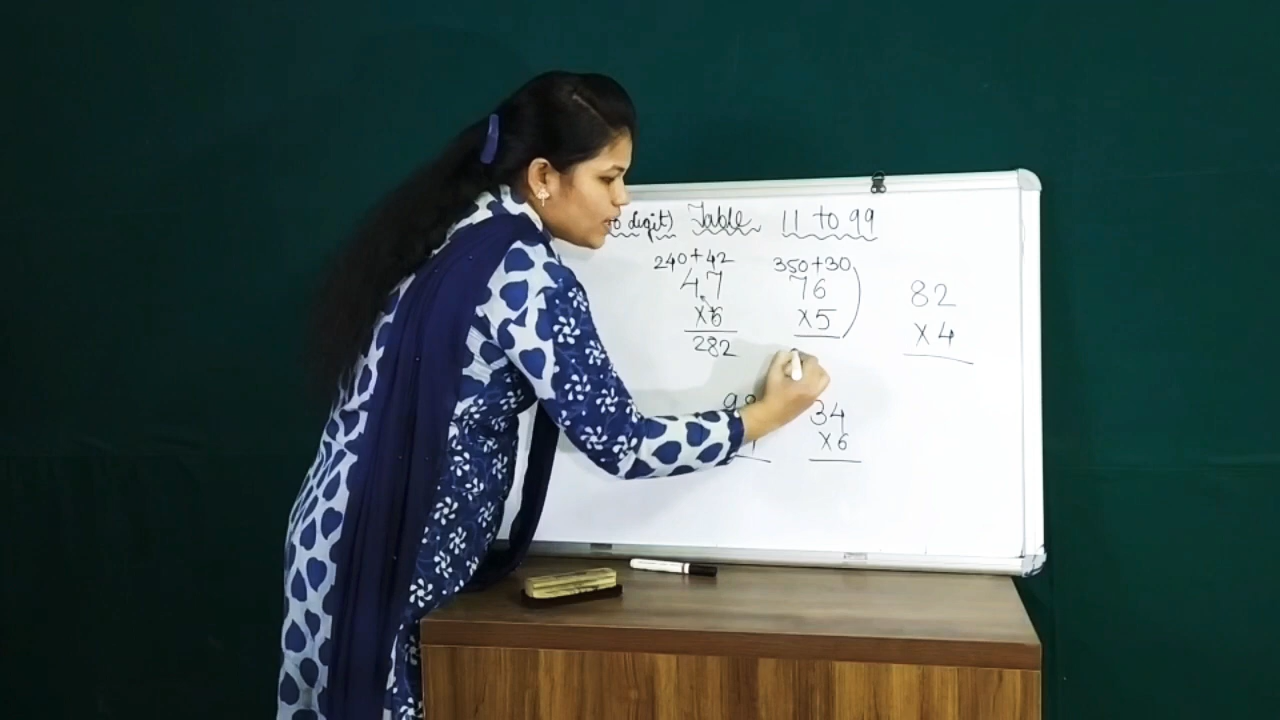 digit) Table 11 to 99
240+42
47
x6
282
350+30
76
x5
82
x4
34
x6